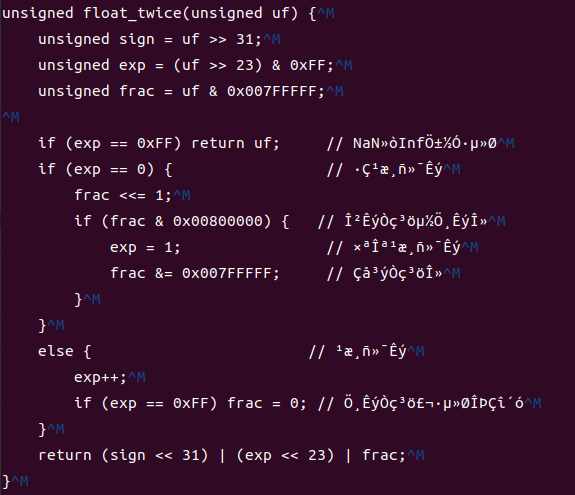 unsigned float_twice(unsigned uf) {^M
    unsigned sign = uf >> 31;^M
    unsigned exp = (uf >> 23) & 0xFF;^M
    unsigned frac = uf & 0x007FFFFF;^M
^M
    if (exp == 0xFF) return uf;     // NaN»òInfÖ±½Ó·µ»Ø^M
    if (exp == 0) {                 // ·Ç¹æ¸ñ»¯Êý^M
        frac <<= 1;^M
        if (frac & 0x00800000) {   // Î²ÊýÒç³öµ½Ö¸ÊýÎ»^M
            exp = 1;                // ×ªÎª¹æ¸ñ»¯Êý^M
            frac &= 0x007FFFFF;     // Çå³ýÒç³öÎ»^M
        }^M
    }^M
    else {                        // ¹æ¸ñ»¯Êý^M
        exp++;^M
        if (exp == 0xFF) frac = 0; // Ö¸ÊýÒç³ö£¬·µ»ØÎÞÇî´ó^M
    }^M
    return (sign << 31) | (exp << 23) | frac;^M
}^M